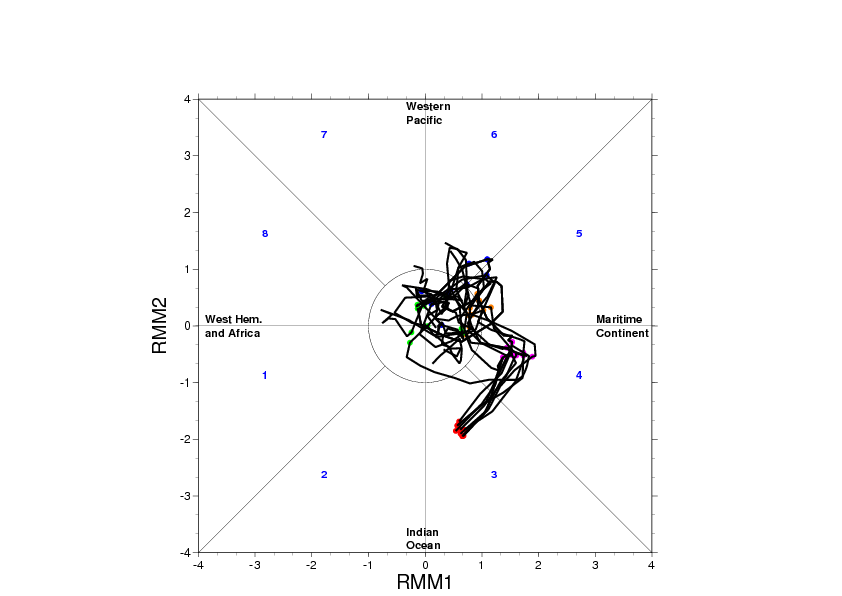 4
Western
Pacific
7
6
3
2
8
5
1
RMM2
0
West Hem.
and Africa
Maritime
Continent
-1
1
4
-2
2
3
-3
Indian
Ocean
-4
-4
-3
-2
-1
0
1
2
3
4
RMM1